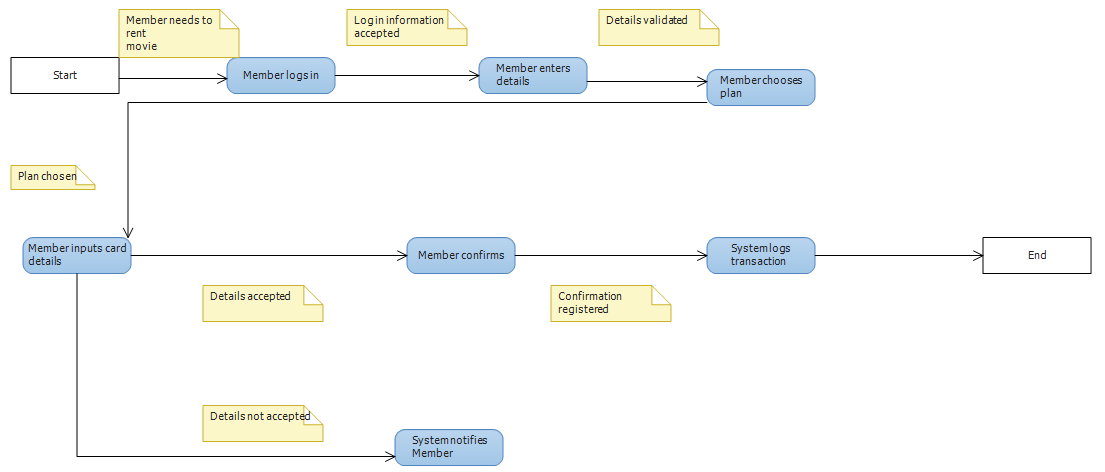 Member needs to
rent
movie
Log in information
accepted
Details validated
Start
Member logs in
Member enters
details
Member chooses
plan
Plan chosen
Member inputs card
details
Member confirms
System logs
transaction
End
Details accepted
Confirmation
registered
Details not accepted
System notifies
Member